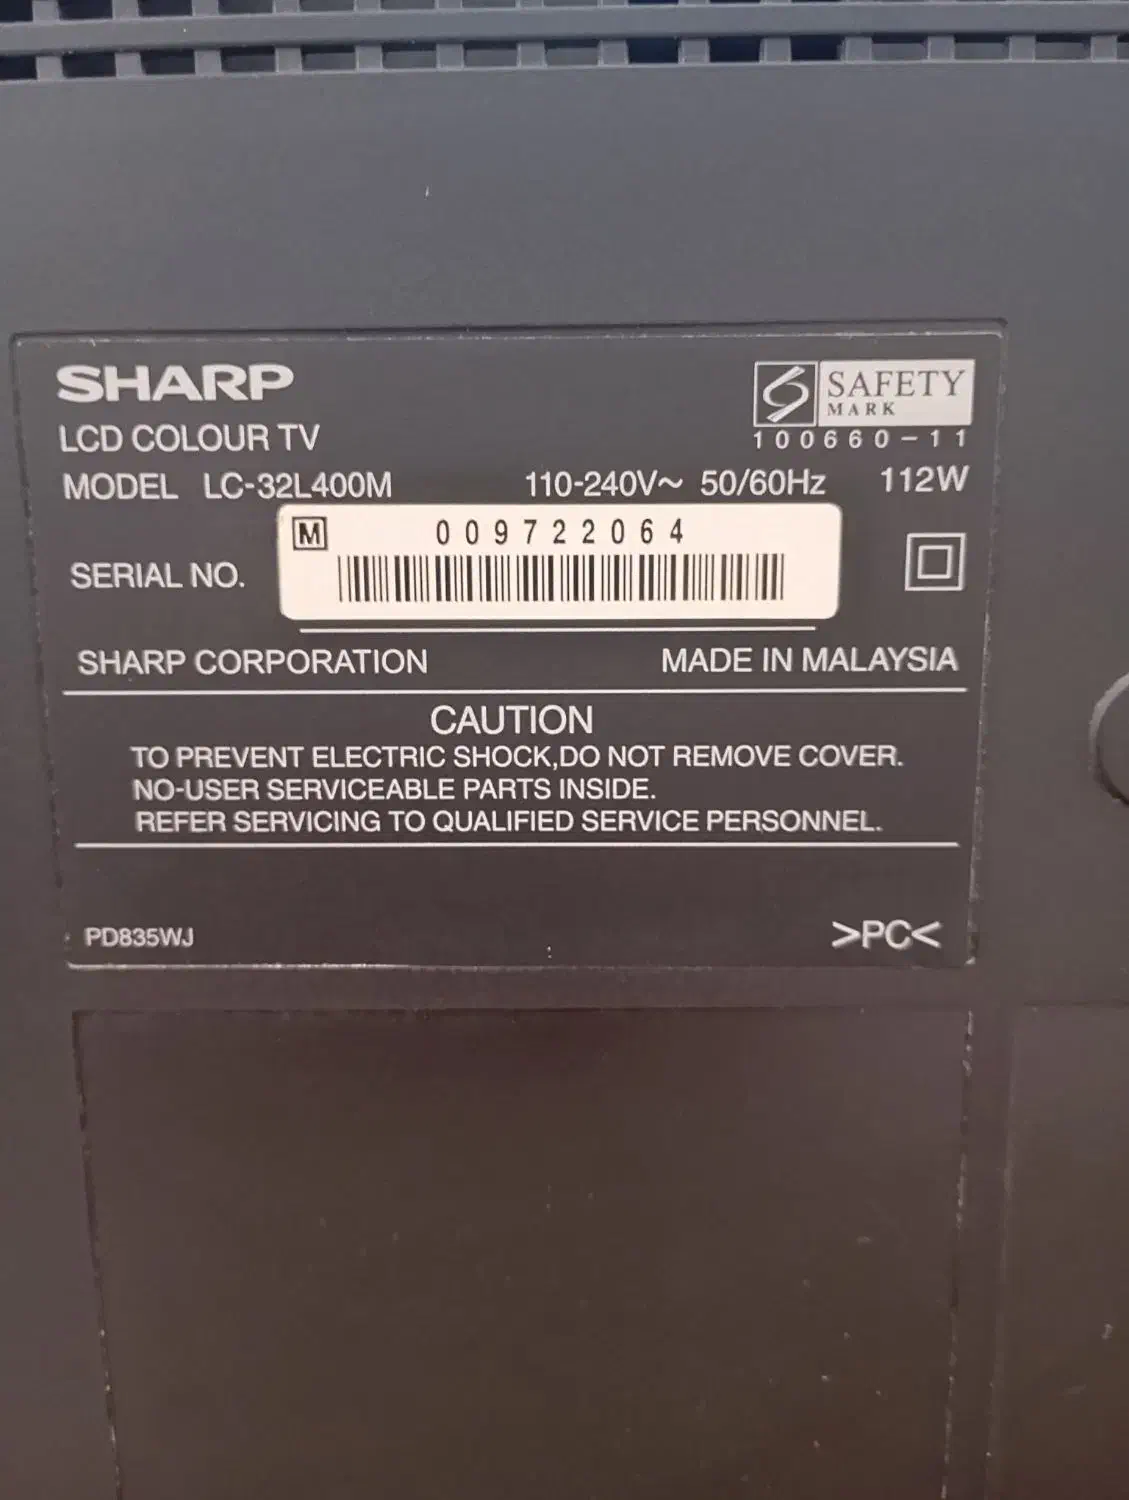 SHARP
SAFETY
MARK
LCD COLOUR TV
100660-11
MODEL LC-32L400M 110-240V~ 50/60Hz 112W
M 009722064
SERIAL NO.
SHARP CORPORATION MADE IN MALAYSIA
CAUTION
TO PREVENT ELECTRIC SHOCK,DO NOT REMOVE COVER.
NO-USER SERVICEABLE PARTS INSIDE.
REFER SERVICING TO QUALIFIED SERVICE PERSONNEL.
PD835WJ >PC<